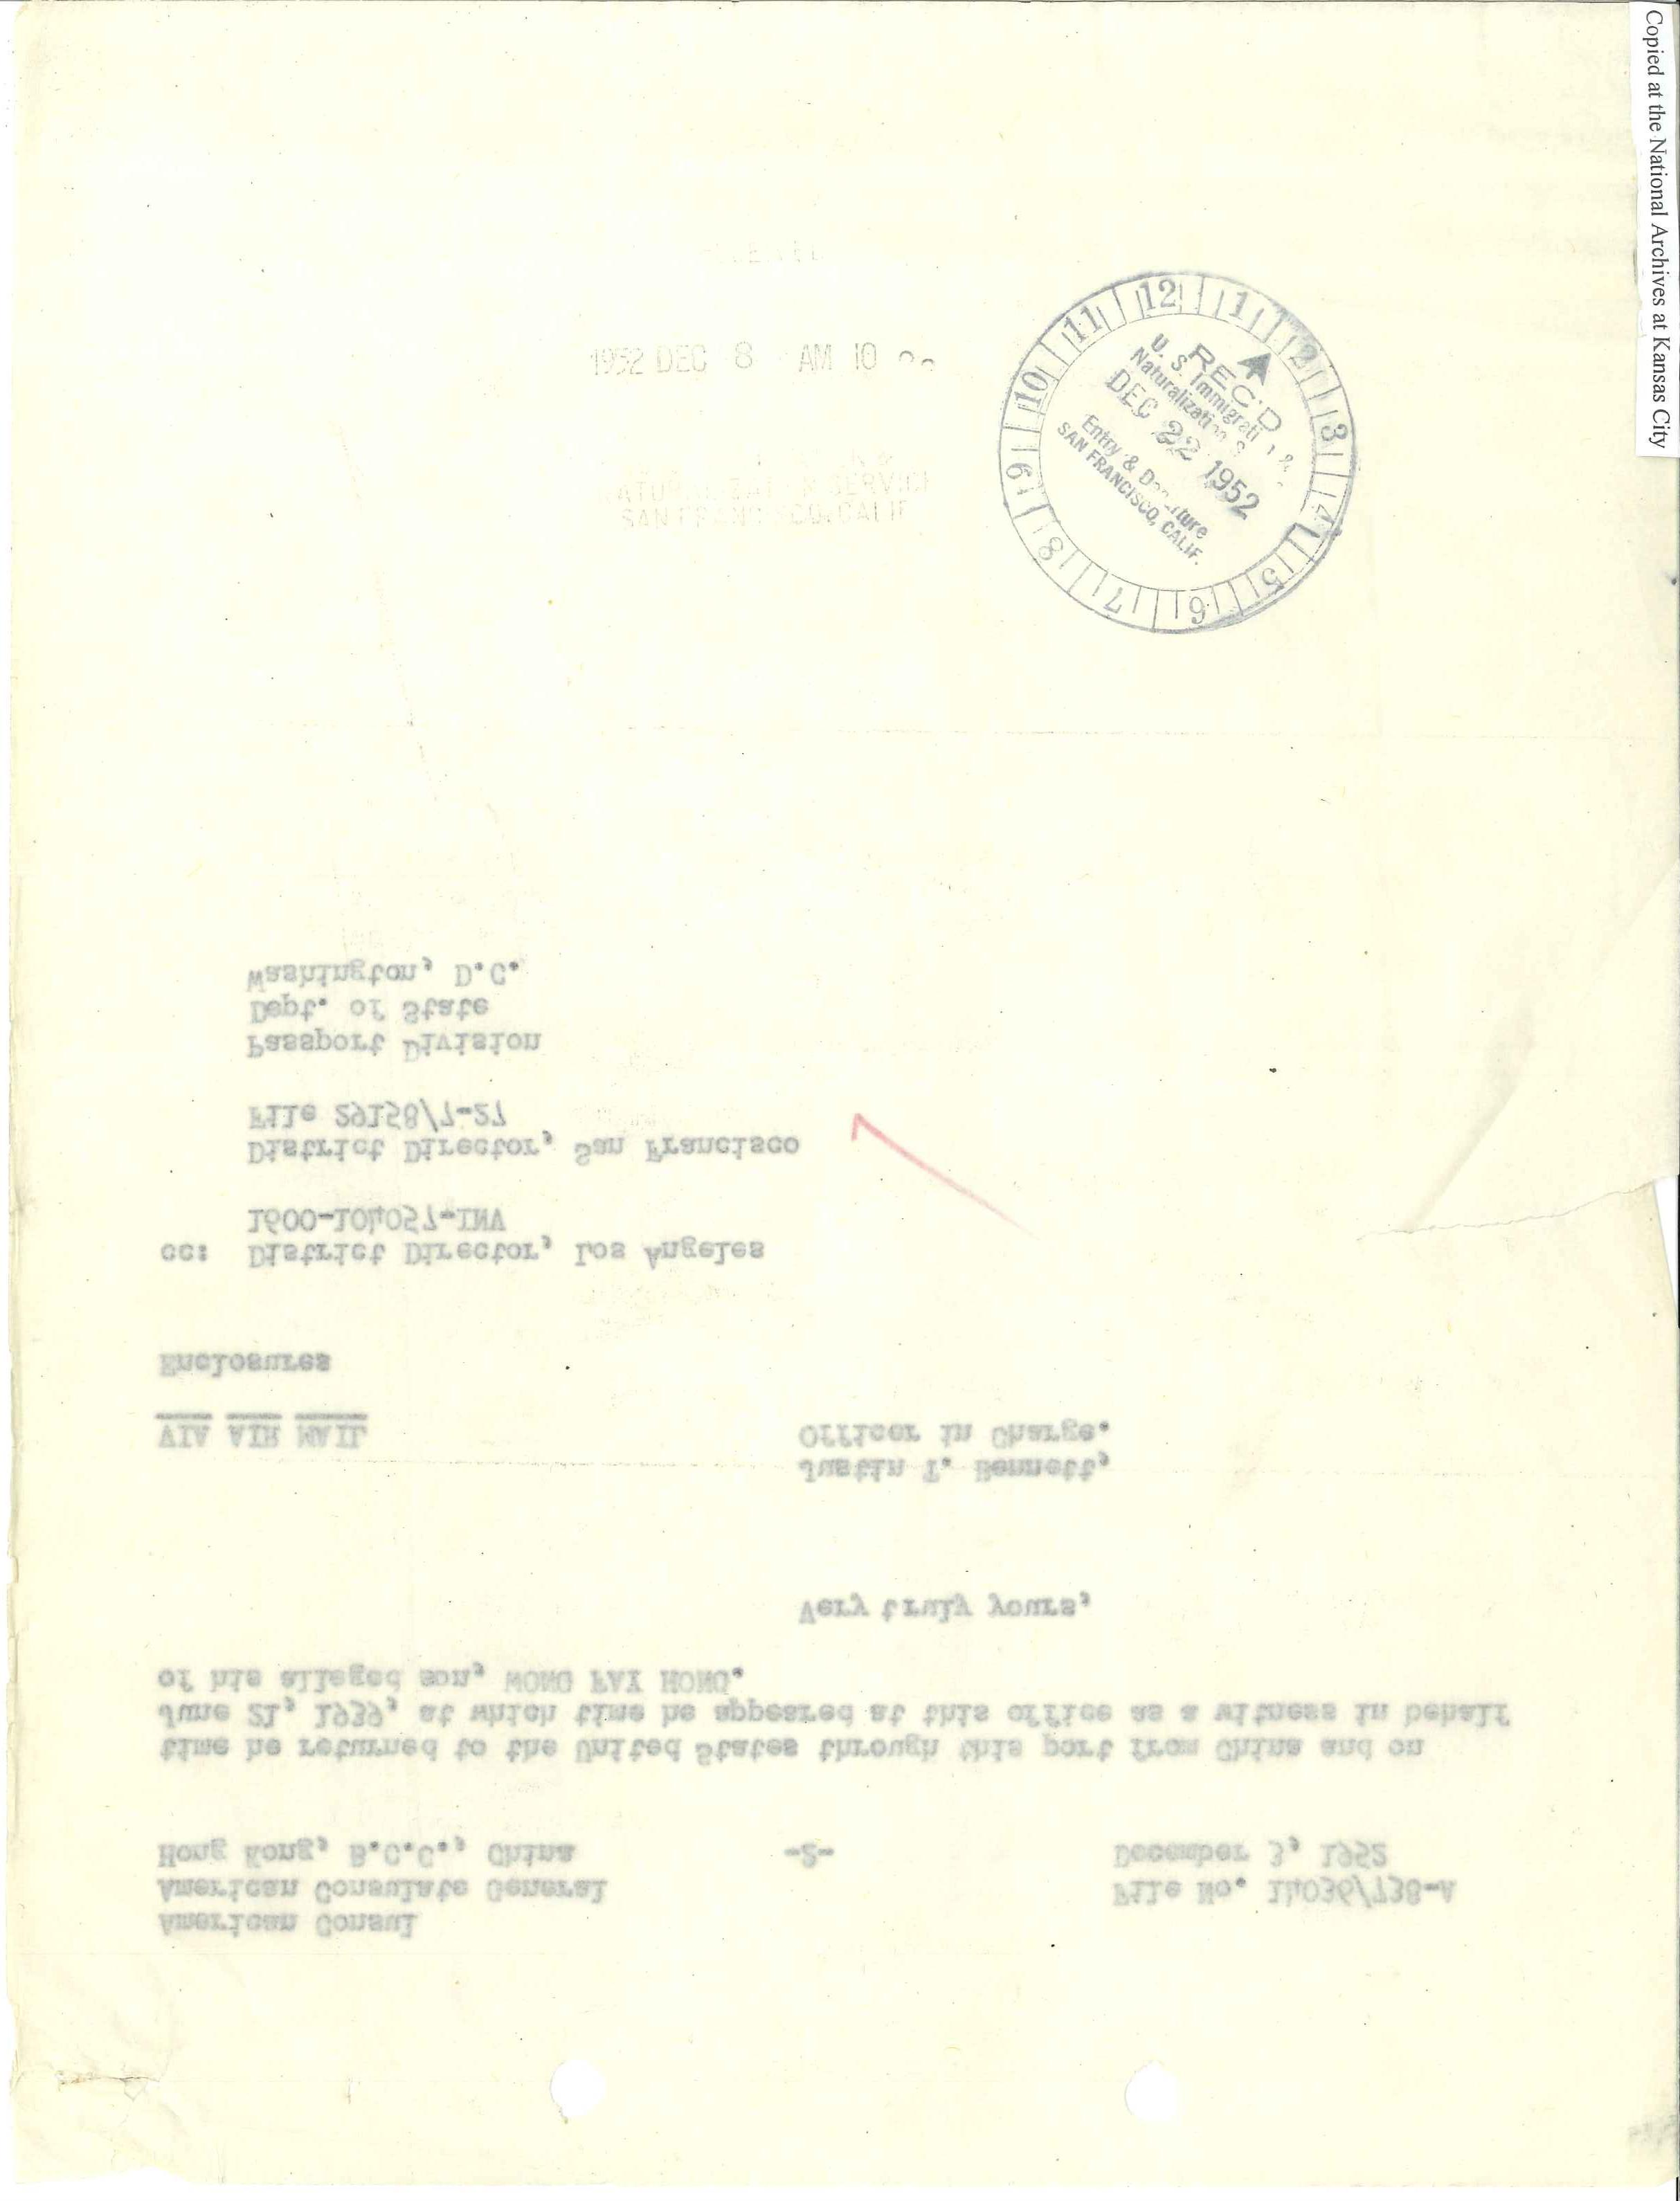 Copied at the National Archives at Kansas City
1952 DEC 8 AM 10
NATURALIZATION SERVICE
SAN FRANCISCO, CALIF
12 1 2 3 4 5 6 7 8 9 10 11
REC'D
U. S. Immigrati &
Naturalization S
DEC 22 1952
Entry & Departure
SAN FRANCISCO, CALIF.
American Consul
American Consulate General
Hong Kong, B.C.C., China
-2-
File No. 14036/738-A
December 3, 1952
time he returned to the United States through this port from China and on
June 21, 1939, at which time he appeared at this office as a witness in behalf
of his alleged son, WONG FAY HONG.
Very truly yours,
Justin T. Bennett,
Officer in Charge.
VIA AIR MAIL
Enclosures
cc: District Director, Los Angeles
1600-104057-INV
District Director, San Francisco
File 29158/7-27
Passport Division
Dept. of State
Washington, D.C.